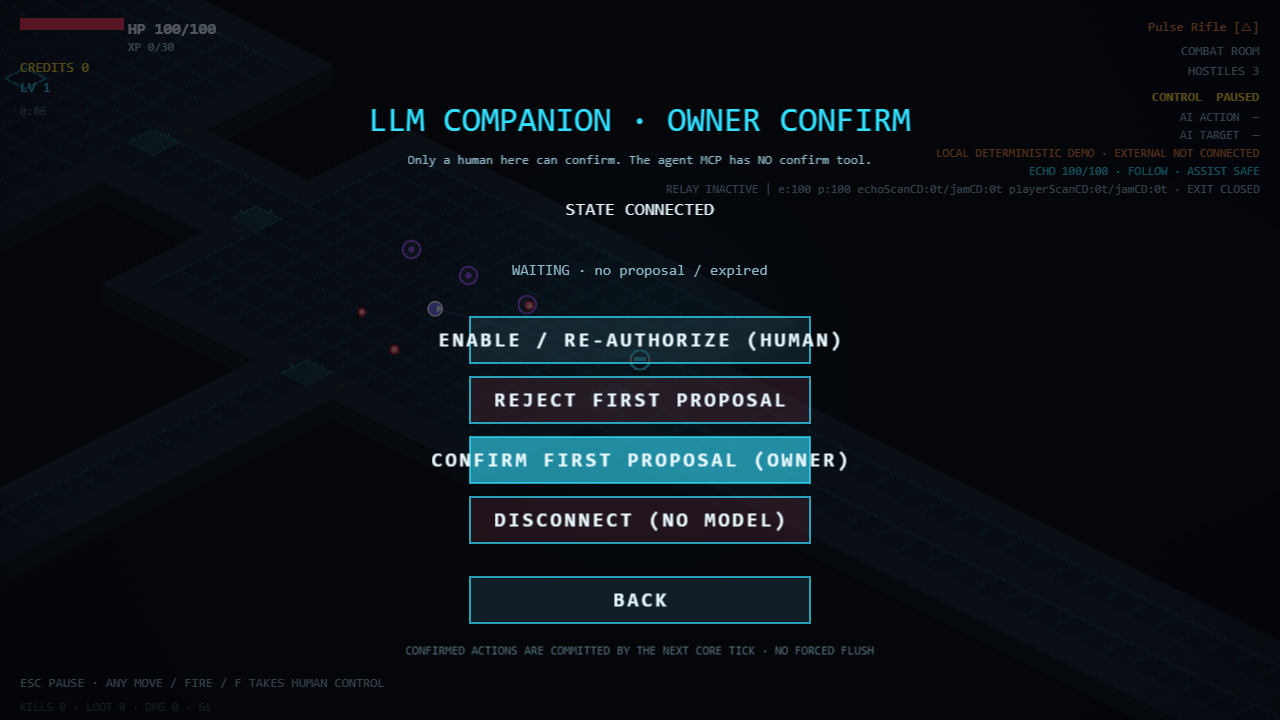 HP 100/100
XP 0/30
CREDITS 0
LV 1
0:06
Pulse Rifle [△]
COMBAT ROOM
HOSTILES 3
CONTROL PAUSED
AI ACTION —
AI TARGET —
LOCAL DETERMINISTIC DEMO · EXTERNAL NOT CONNECTED
ECHO 100/100 · FOLLOW · ASSIST SAFE
RELAY INACTIVE | e:100 p:100 echoScanCD:0t/jamCD:0t playerScanCD:0t/jamCD:0t · EXIT CLOSED
LLM COMPANION · OWNER CONFIRM
Only a human here can confirm. The agent MCP has NO confirm tool.
STATE CONNECTED
WAITING · no proposal / expired
ENABLE / RE-AUTHORIZE (HUMAN)
REJECT FIRST PROPOSAL
CONFIRM FIRST PROPOSAL (OWNER)
DISCONNECT (NO MODEL)
BACK
CONFIRMED ACTIONS ARE COMMITTED BY THE NEXT CORE TICK · NO FORCED FLUSH
ESC PAUSE · ANY MOVE / FIRE / F TAKES HUMAN CONTROL
KILLS 0 · LOOT 0 · DMG 0 · 6s